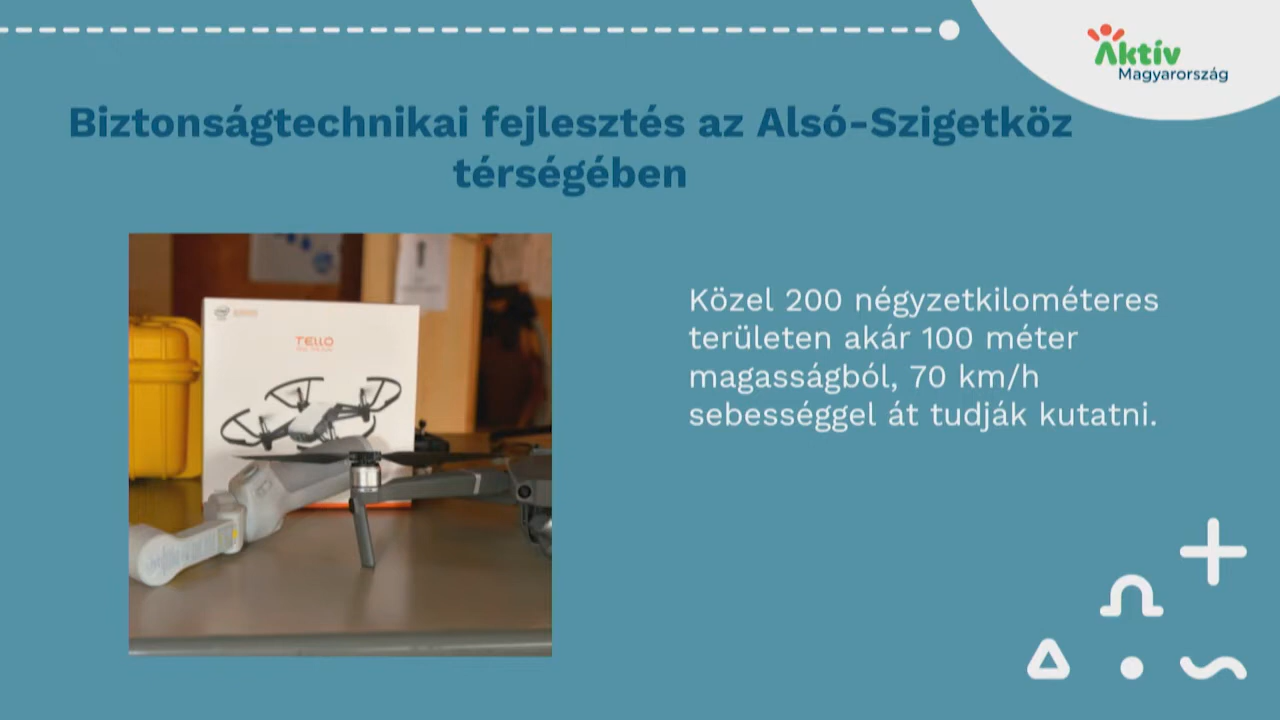 Aktív
Magyarország
Biztonságtechnikai fejlesztés az Alsó-Szigetköz
térségében
TELLO
Közel 200 négyzetkilométeres
területen akár 100 méter
magasságból, 70 km/h
sebességgel át tudják kutatni.